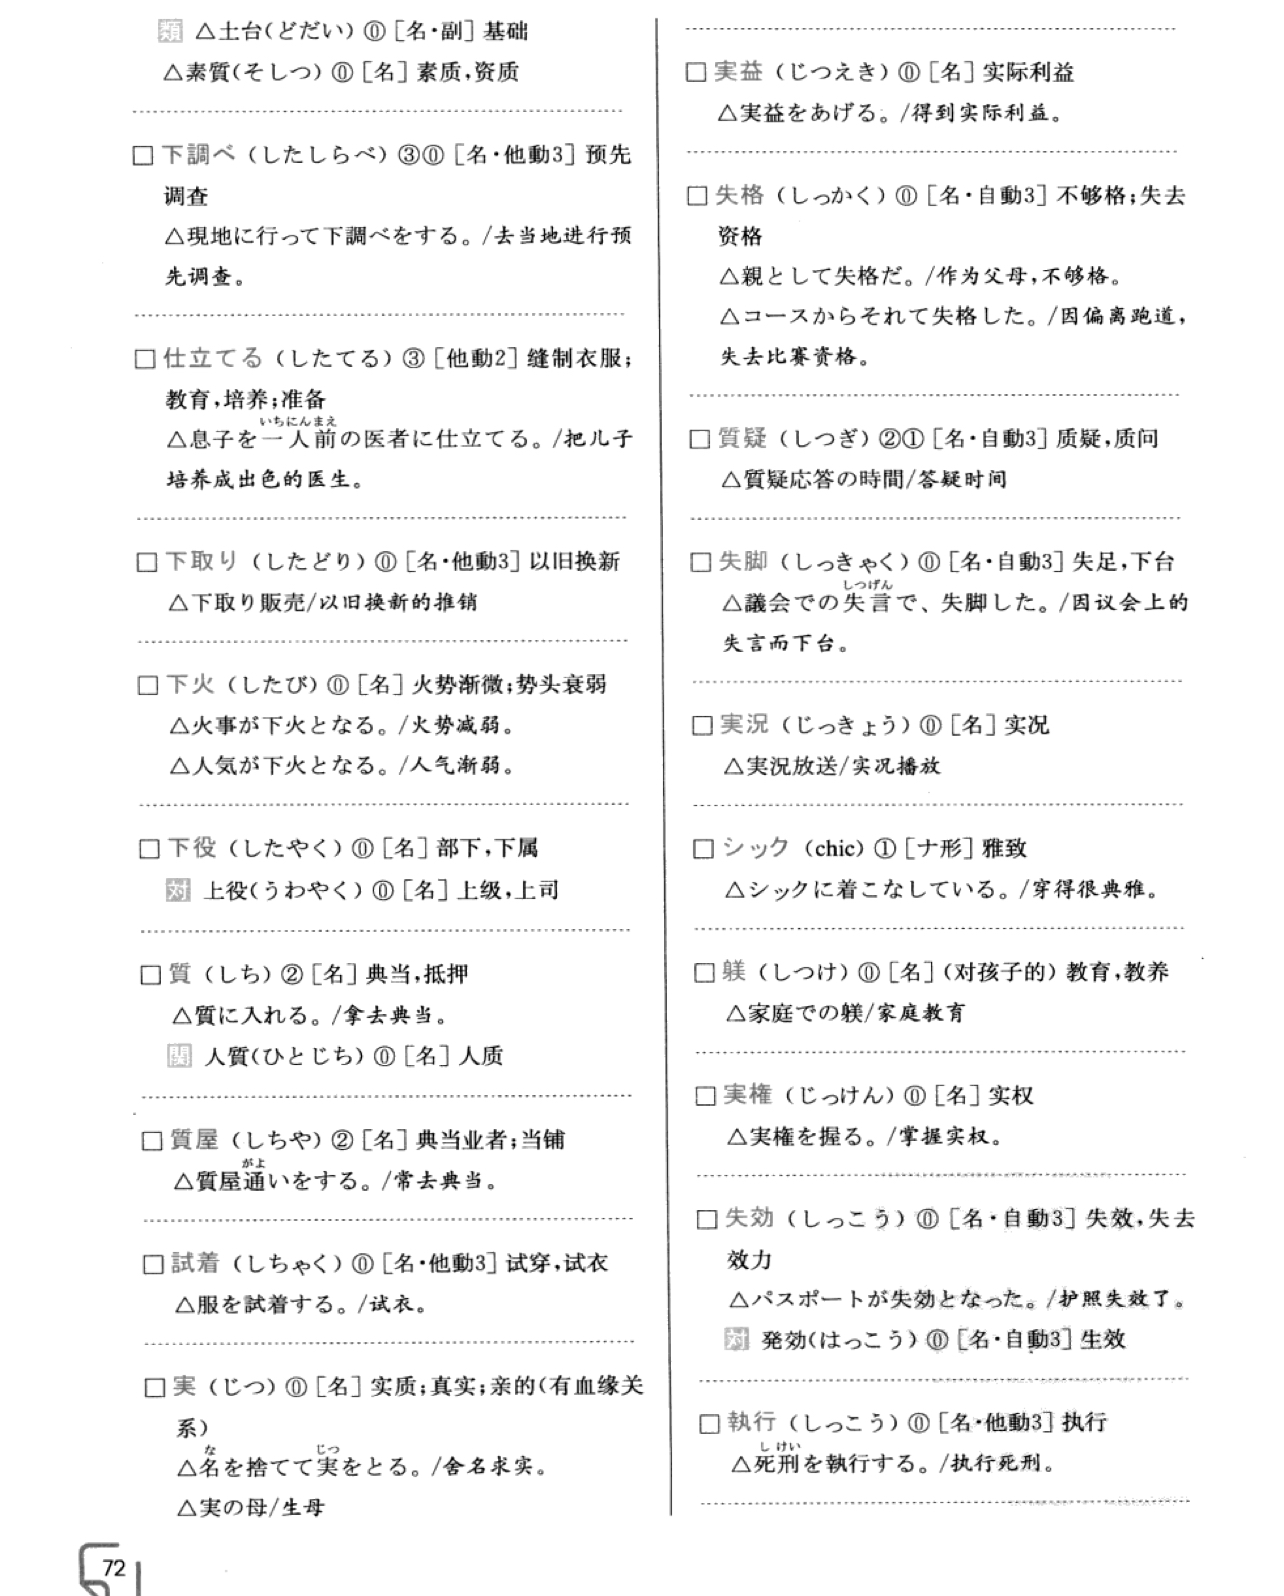 類 △土台(どだい)⓪[名·副]基础
△素質(そしつ)⓪[名]素质,资质
□下調べ(したしらべ)③⓪[名·他動3]预先
调查
△現地に行って下調べをする。/去当地进行预
先调查。
□仕立てる(したてる)③[他動2]缝制衣服;
教育,培养;准备
いちにんまえ
△息子を一人前の医者に仕立てる。/把儿子
培养成出色的医生。
□下取り(したどり)⓪[名·他動3]以旧换新
△下取り販売/以旧换新的推销
□下火(したび)⓪[名]火势渐微;势头衰弱
△火事が下火となる。/火势减弱。
△人気が下火となる。/人气渐弱。
□下役(したやく)⓪[名]部下,下属
対 上役(うわやく)⓪[名]上级,上司
□質(しち)②[名]典当,抵押
△質に入れる。/拿去典当。
関 人質(ひとじち)⓪[名]人质
□質屋(しちや)②[名]典当业者;当铺
がよ
△質屋通いをする。/常去典当。
□試着(しちゃく)⓪[名·他動3]试穿,试衣
△服を試着する。/试衣。
□実(じつ)⓪[名]实质;真实;亲的(有血缘关
系)
な じつ
△名を捨てて実をとる。/舍名求实。
△実の母/生母
72
□実益(じつえき)⓪[名]实际利益
△実益をあげる。/得到实际利益。
□失格(しっかく)⓪[名·自動3]不够格;失去
资格
△親として失格だ。/作为父母,不够格。
△コースからそれて失格した。/因偏离跑道,
失去比赛资格。
□質疑(しつぎ)②①[名·自動3]质疑,质问
△質疑応答の時間/答疑时间
□失脚(しっきゃく)⓪[名·自動3]失足,下台
しつげん
△議会での失言で、失脚した。/因议会上的
失言而下台。
□実況(じっきょう)⓪[名]实况
△実況放送/实况播放
□シック(chic)①[ナ形]雅致
△シックに着こなしている。/穿得很典雅。
□躾(しつけ)⓪[名](对孩子的)教育,教养
△家庭での躾/家庭教育
□実権(じっけん)⓪[名]实权
△実権を握る。/掌握实权。
□失効(しっこう)⓪[名·自動3]失效,失去
效力
△パスポートが失効となった。/护照失效了。
対 発効(はっこう)⓪[名·自動3]生效
□執行(しっこう)⓪[名·他動3]执行
しけい
△死刑を執行する。/执行死刑。